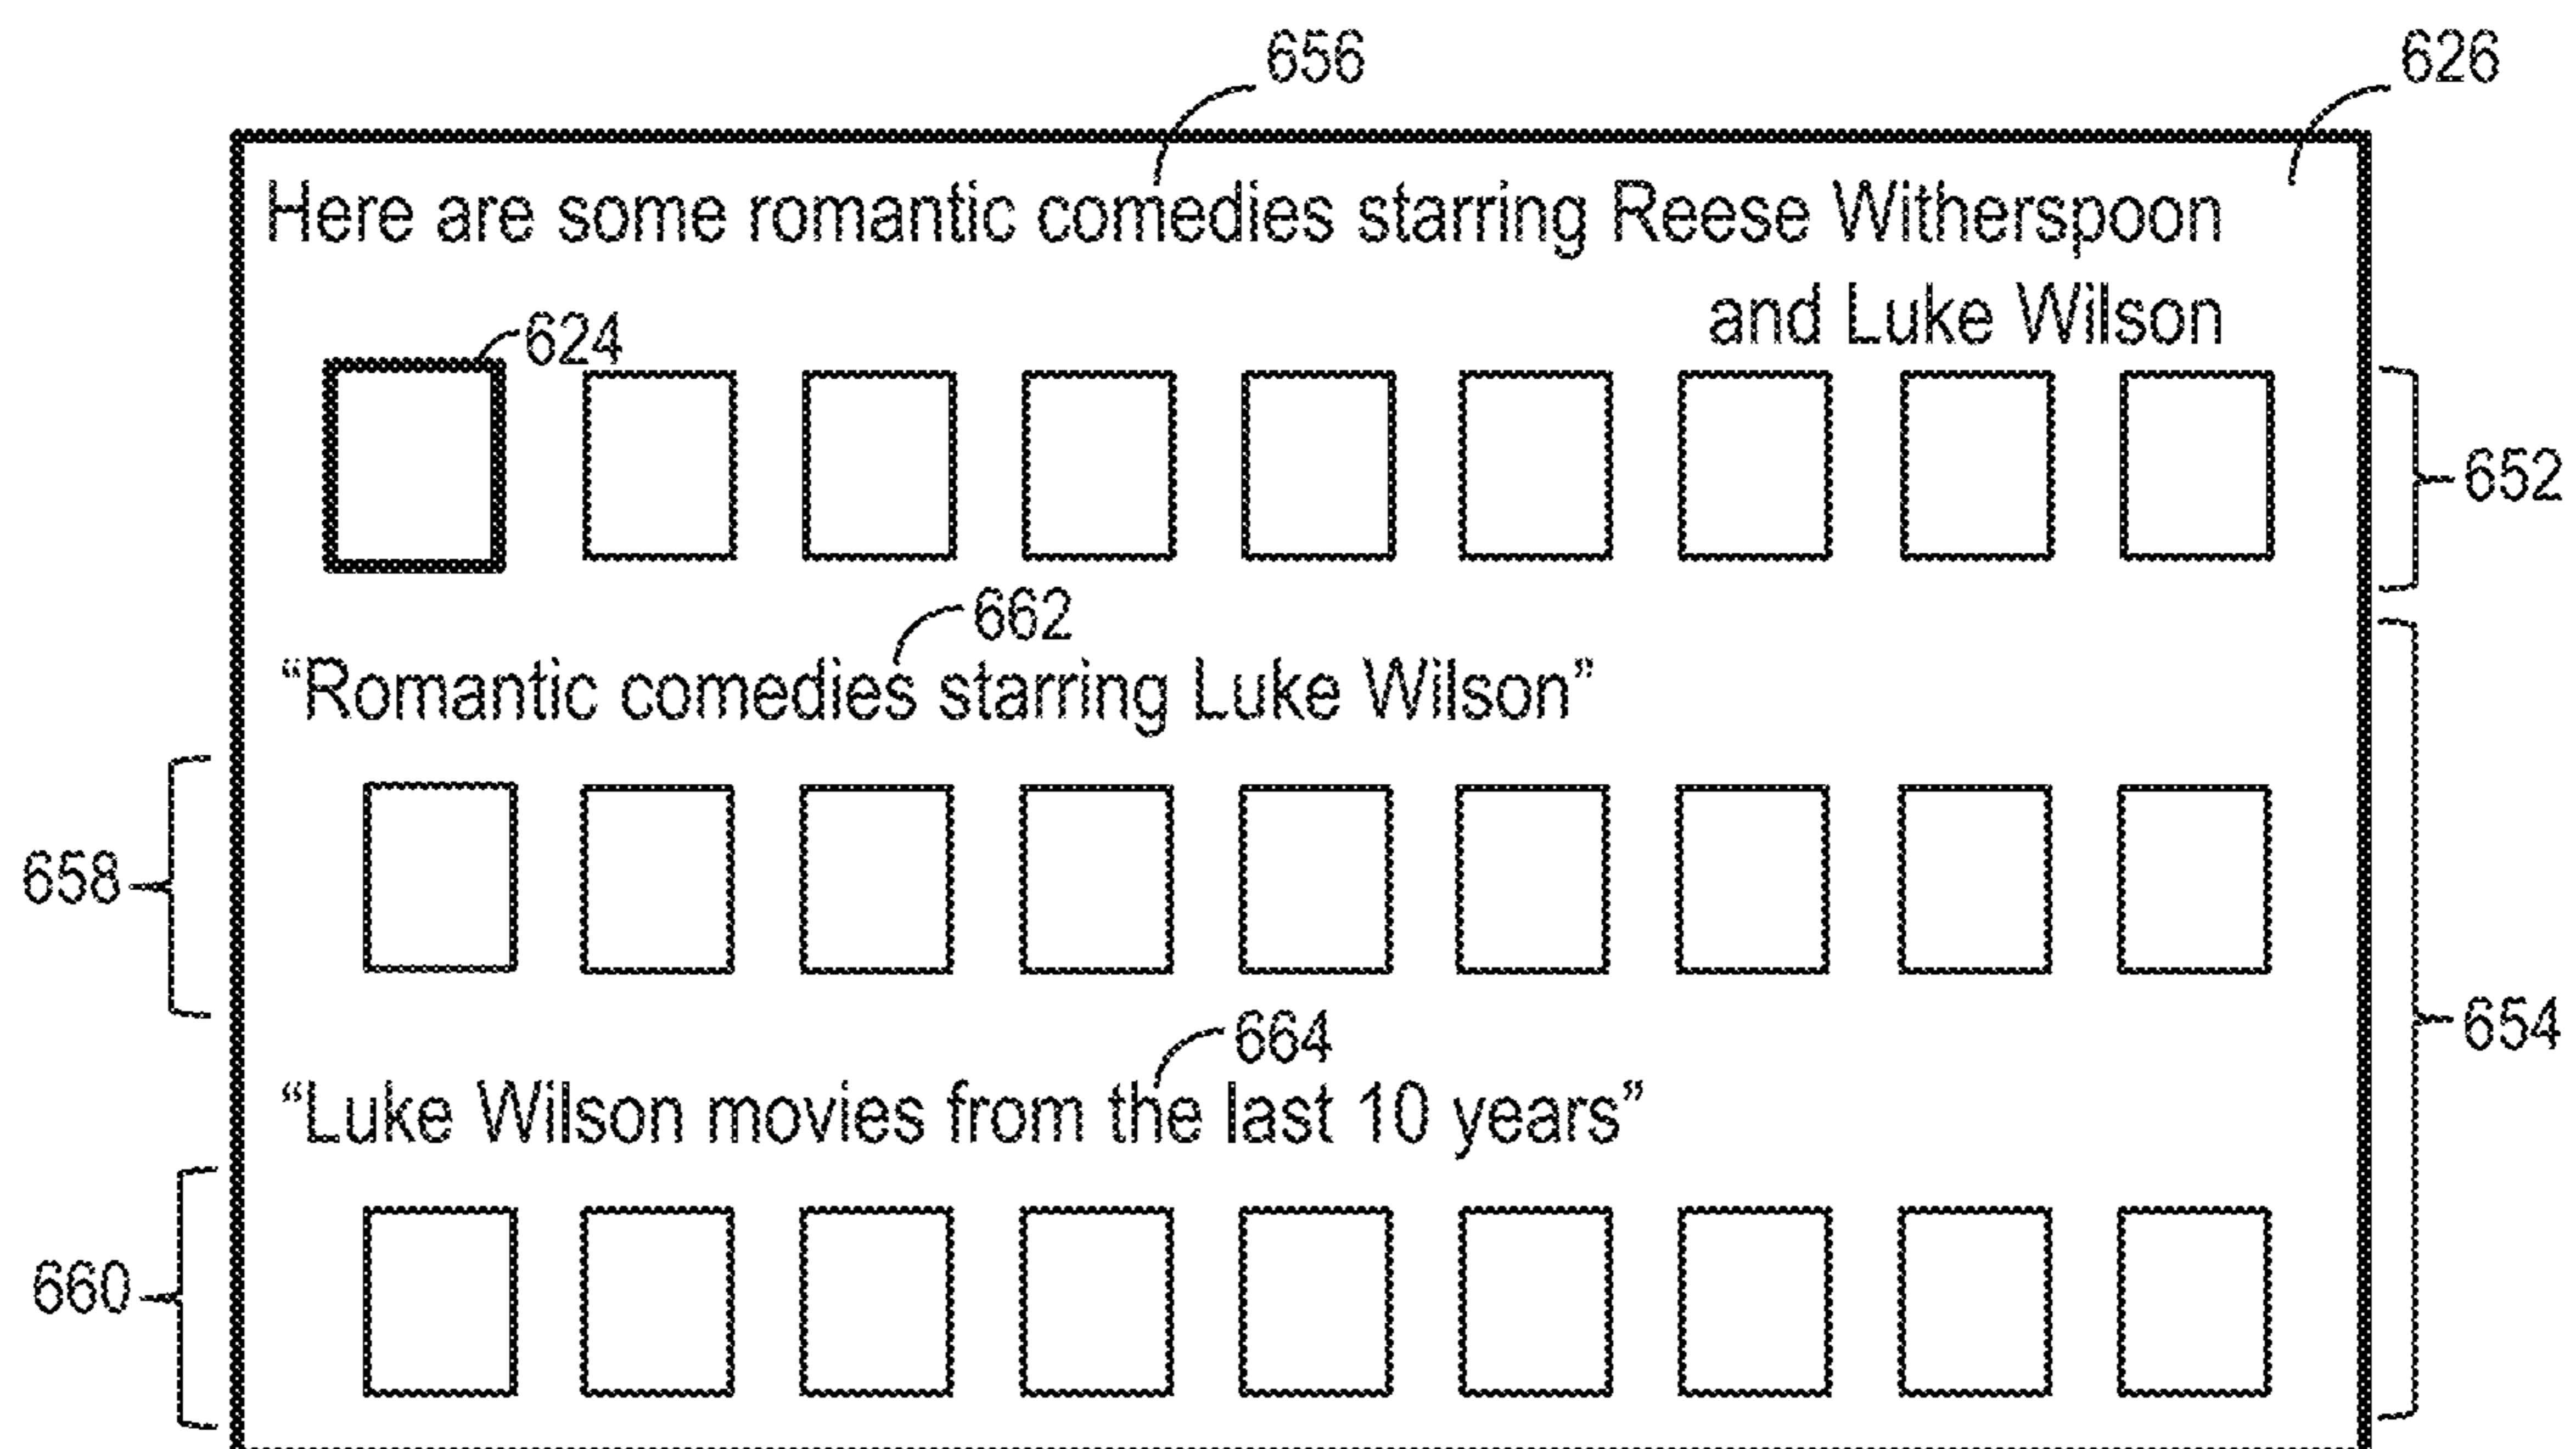 656
626
Here are some romantic comedies starring Reese Witherspoon
and Luke Wilson
624
652
662
“Romantic comedies starring Luke Wilson”
658
654
664
“Luke Wilson movies from the last 10 years”
660